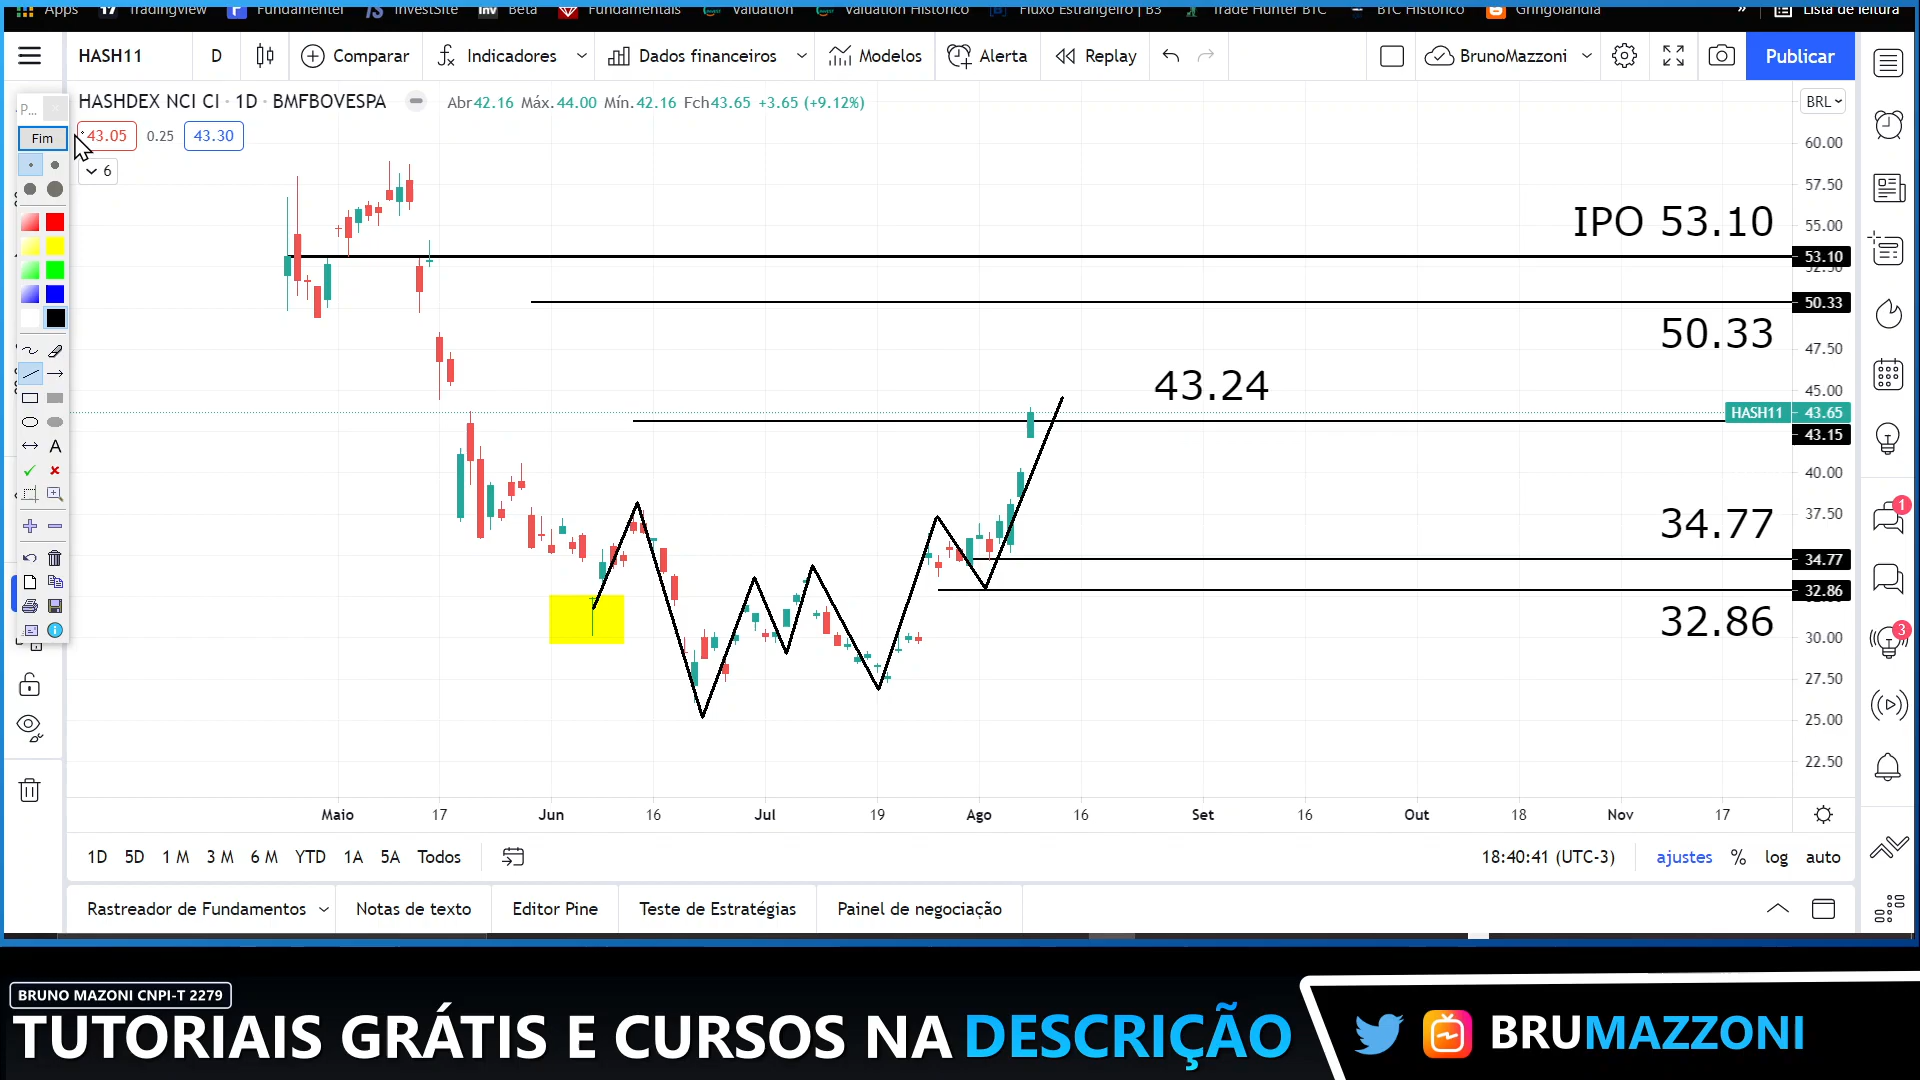 Apps TradingView Fundamentei InvestSite Beta Fundamentais Valuation Valuation Histórico Fluxo Estrangeiro | B3 Trade Hunter BTC BTC Histórico Gringolandia » Lista de leitura
HASH11 D Comparar Indicadores Dados financeiros Modelos Alerta Replay BrunoMazzoni Publicar
HASHDEX NCI CI · 1D · BMFBOVESPA Abr42.16 Máx.44.00 Mín.42.16 Fch43.65 +3.65 (+9.12%) BRL
P...
Fim 43.05 0.25 43.30
6
60.00
57.50
IPO 53.10
55.00
53.10
52.50
50.33
50.33
47.50
43.24
45.00
HASH11 43.65
43.15
40.00
34.77
37.50
34.77
32.86
32.86
30.00
27.50
25.00
22.50
A
1
3
Maio 17 Jun 16 Jul 19 Ago 16 Set 16 Out 18 Nov 17
1D 5D 1 M 3 M 6 M YTD 1A 5A Todos 18:40:41 (UTC-3) ajustes % log auto
Rastreador de Fundamentos Notas de texto Editor Pine Teste de Estratégias Painel de negociação
BRUNO MAZONI CNPI-T 2279
TUTORIAIS GRÁTIS E CURSOS NA DESCRIÇÃO BRUMAZZONI